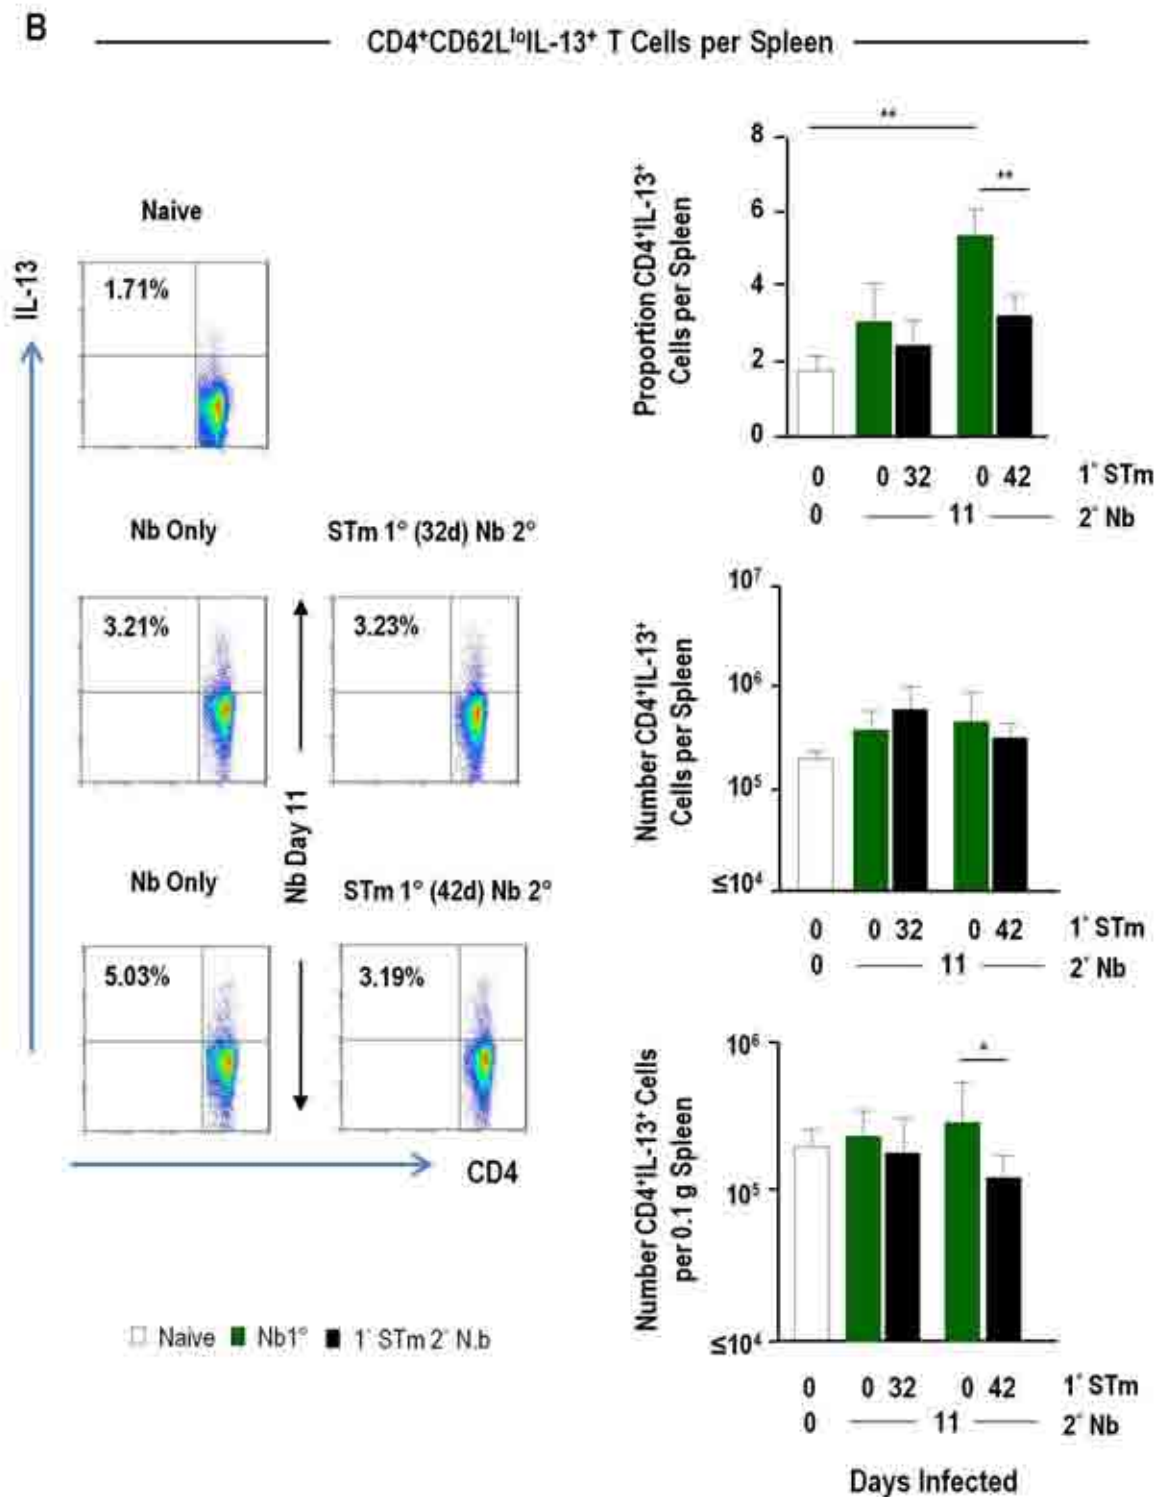 B
CD4⁺CD62LˡᵒIL-13⁺ T Cells per Spleen
Naive
IL-13
1.71%
Nb Only
STm 1° (32d) Nb 2°
3.21%
3.23%
Nb Day 11
Nb Only
STm 1° (42d) Nb 2°
5.03%
3.19%
CD4
□ Naive ■ Nb1° ■ 1° STm 2° N.b
Proportion CD4⁺IL-13⁺
Cells per Spleen
8
6
4
2
0
**
**
0 0 32 0 42 1° STm
0 11 2° Nb
Number CD4⁺IL-13⁺
Cells per Spleen
10⁷
10⁶
10⁵
≤10⁴
0 0 32 0 42 1° STm
0 11 2° Nb
Number CD4⁺IL-13⁺ Cells
per 0.1 g Spleen
10⁶
10⁵
≤10⁴
*
0 0 32 0 42 1° STm
0 11 2° Nb
Days Infected